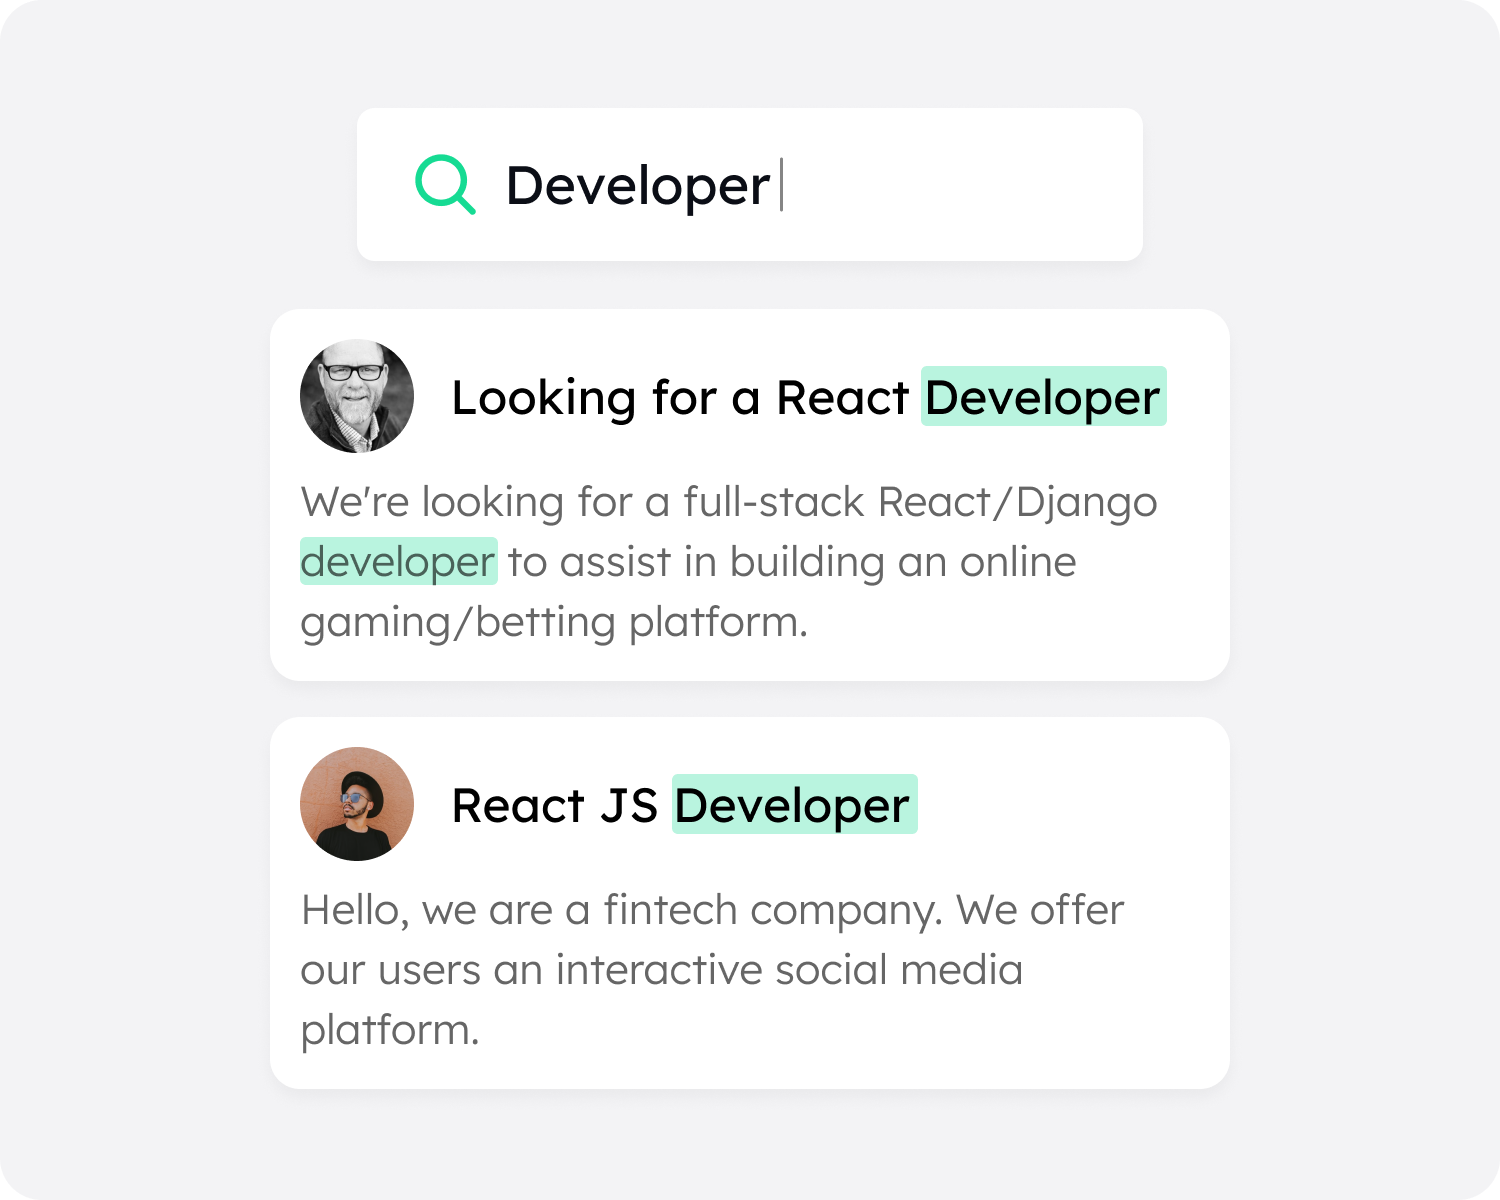 Developer
Looking for a React Developer
We're looking for a full-stack React/Django
developer to assist in building an online
gaming/betting platform.
React JS Developer
Hello, we are a fintech company. We offer
our users an interactive social media
platform.